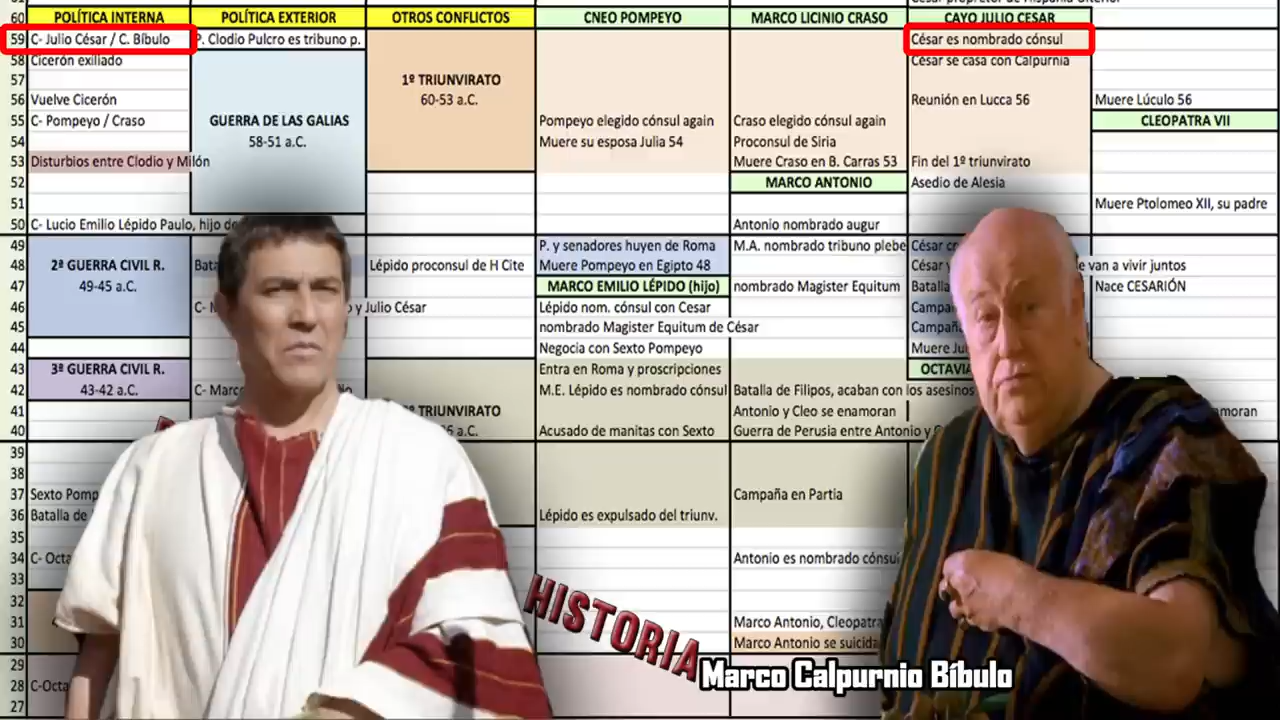 POLÍTICA INTERNA POLÍTICA EXTERIOR OTROS CONFLICTOS CNEO POMPEYO MARCO LICINIO CRASO CAYO JULIO CESAR
60
59 C- Julio César / C. Bíbulo P. Clodio Pulcro es tribuno p. César es nombrado cónsul
58 Cicerón exiliado César se casa con Calpurnia
57 1º TRIUNVIRATO
56 Vuelve Cicerón 60-53 a.C. Reunión en Lucca 56 Muere Lúculo 56
55 C- Pompeyo / Craso GUERRA DE LAS GALIAS Pompeyo elegido cónsul again Craso elegido cónsul again CLEOPATRA VII
54 58-51 a.C. Muere su esposa Julia 54 Proconsul de Siria
53 Disturbios entre Clodio y Milón Muere Craso en B. Carras 53 Fin del 1º triunvirato
52 MARCO ANTONIO Asedio de Alesia
51 Muere Ptolomeo XII, su padre
50 C- Lucio Emilio Lépido Paulo, hijo de Antonio nombrado augur
49 P. y senadores huyen de Roma M.A. nombrado tribuno plebe César
48 2ª GUERRA CIVIL R. Lépido proconsul de H Cite Muere Pompeyo en Egipto 48 César van a vivir juntos
47 49-45 a.C. MARCO EMILIO LÉPIDO (hijo) nombrado Magister Equitum Nace CESARIÓN
46 y Julio César Lépido nom. cónsul con Cesar
45 nombrado Magister Equitum de César
44 Negocia con Sexto Pompeyo
43 3ª GUERRA CIVIL R. Entra en Roma y proscripciones
42 43-42 a.C. M.E. Lépido es nombrado cónsul Batalla de Filipos, acaban con los asesinos
41 TRIUNVIRATO Antonio y Cleo se enamoran
40 a.C. Acusado de manitas con Sexto Guerra de Perusia entre Antonio y
39
38
37 Sexto Campaña en Partia
36 Batalla de Lépido es expulsado del triunv.
35
34 Antonio es nombrado cónsul
33
32
31 Marco Antonio, Cleopatra
30 Marco Antonio se suicida
29
28
27
HISTORIA
Marco Calpurnio Bíbulo